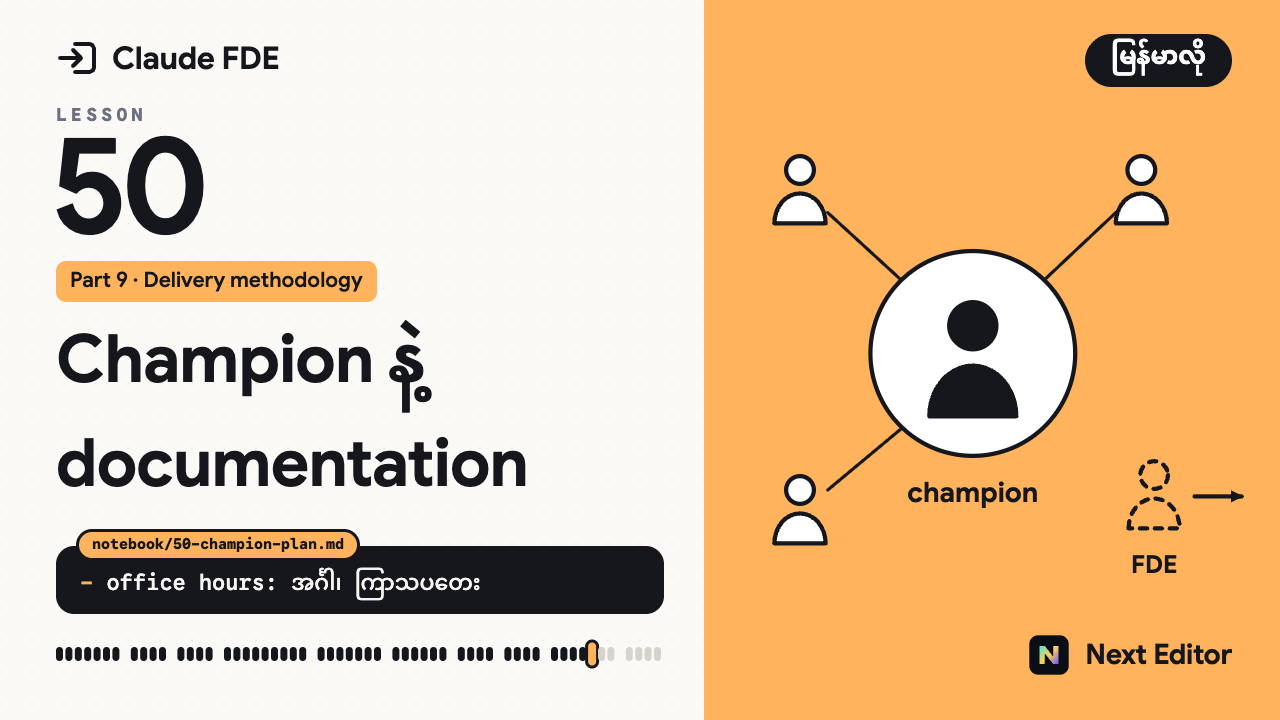 Claude FDE
မြန်မာလို
LESSON
50
Part 9 · Delivery methodology
Champion နဲ့
documentation
notebook/50-champion-plan.md
– office hours: အင်္ဂါ၊ ကြာသပတေး
champion
FDE
Next Editor